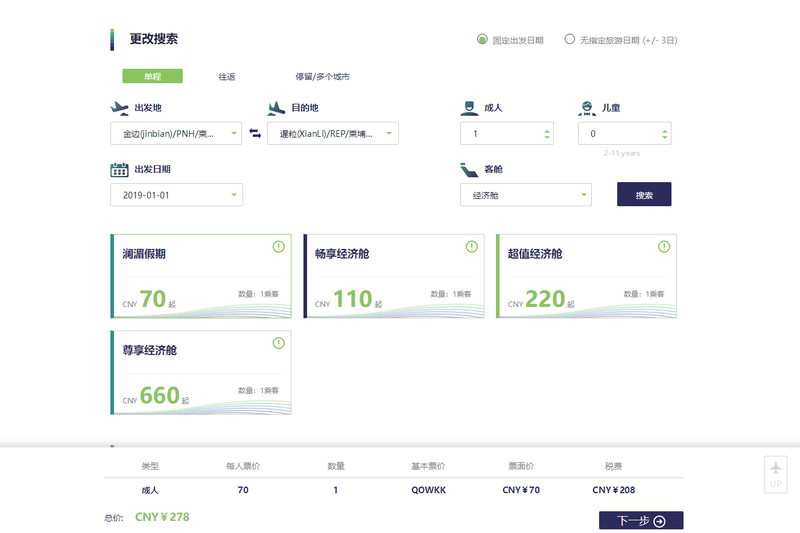 更改搜索
固定出发日期
无指定旅游日期 (+/- 3日)
单程
往返
停留/多个城市
出发地
目的地
成人
儿童
金边(jinbian)/PNH/柬...
暹粒(XianLi)/REP/柬埔...
1
0
2-11 years
出发日期
客舱
2019-01-01
经济舱
搜索
澜湄假期
畅享经济舱
超值经济舱
CNY 70 起
数量: 1乘客
CNY 110 起
数量: 1乘客
CNY 220 起
数量: 1乘客
尊享经济舱
CNY 660 起
数量: 1乘客
类型 每人票价 数量 基本票价 票面价 税费
成人 70 1 QOWKK CNY￥70 CNY￥208
UP
总价: CNY￥278
下一步